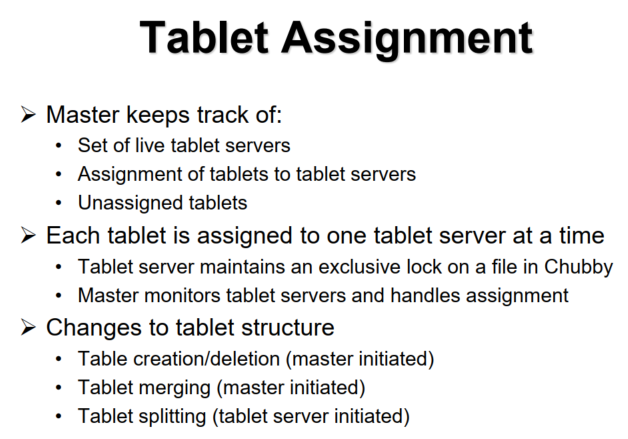 Tablet Assignment
➢ Master keeps track of:
• Set of live tablet servers
• Assignment of tablets to tablet servers
• Unassigned tablets
➢ Each tablet is assigned to one tablet server at a time
• Tablet server maintains an exclusive lock on a file in Chubby
• Master monitors tablet servers and handles assignment
➢ Changes to tablet structure
• Table creation/deletion (master initiated)
• Tablet merging (master initiated)
• Tablet splitting (tablet server initiated)